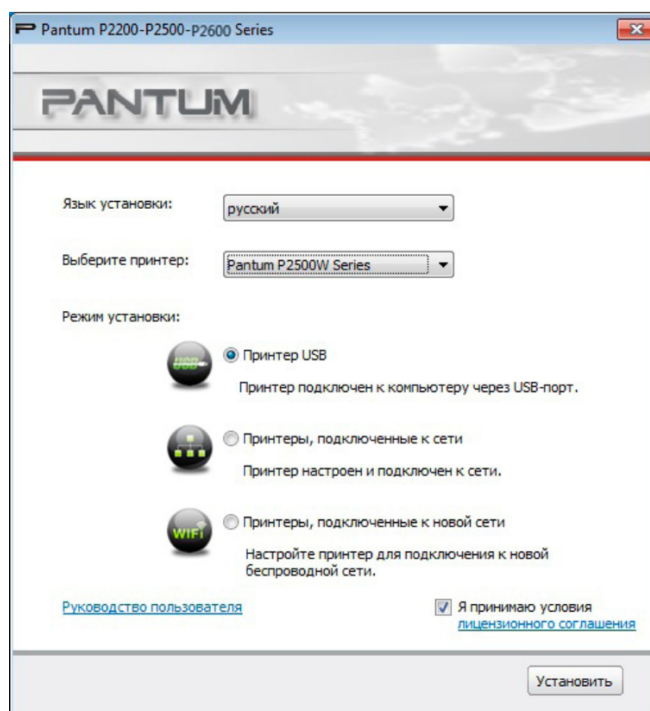 Pantum P2200-P2500-P2600 Series
PANTUM
Язык установки:
русский
Выберите принтер:
Pantum P2500W Series
Режим установки:
USB
Принтер USB
Принтер подключен к компьютеру через USB-порт.
Принтеры, подключенные к сети
Принтер настроен и подключен к сети.
WiFi
Принтеры, подключенные к новой сети
Настройте принтер для подключения к новой
беспроводной сети.
Руководство пользователя
Я принимаю условия
лицензионного соглашения
Установить